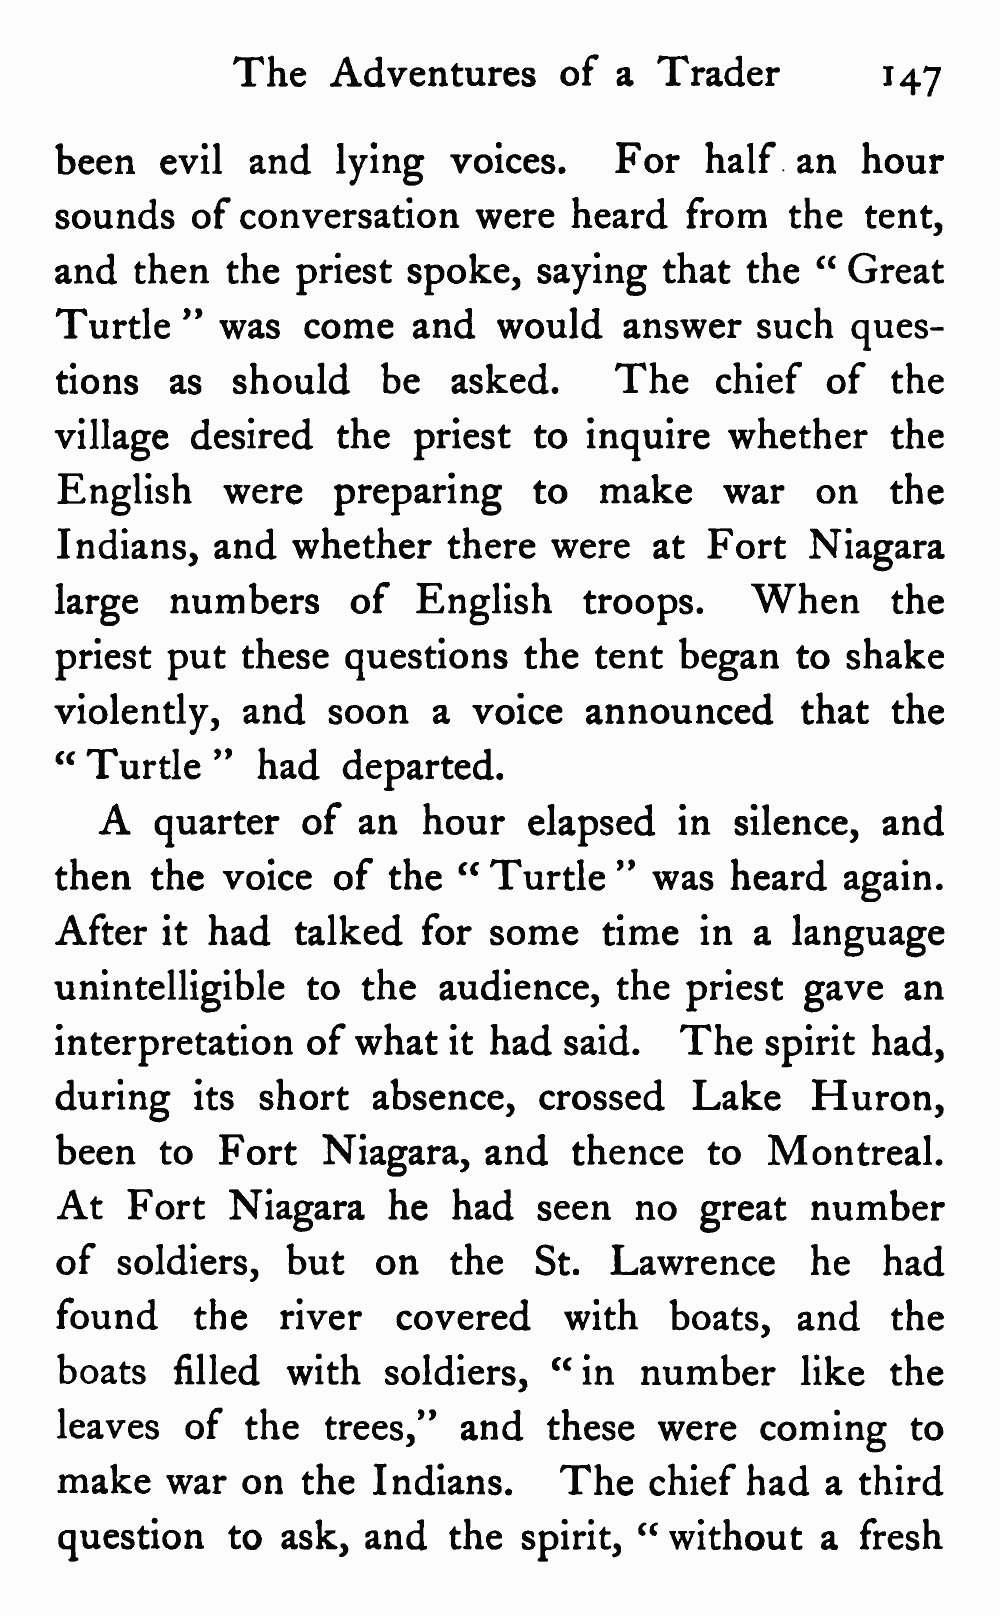 The Adventures of a Trader 147
been evil and lying voices. For half an hour
sounds of conversation were heard from the tent,
and then the priest spoke, saying that the “ Great
Turtle ” was come and would answer such ques-
tions as should be asked. The chief of the
village desired the priest to inquire whether the
English were preparing to make war on the
Indians, and whether there were at Fort Niagara
large numbers of English troops. When the
priest put these questions the tent began to shake
violently, and soon a voice announced that the
“ Turtle ” had departed.
A quarter of an hour elapsed in silence, and
then the voice of the “ Turtle ” was heard again.
After it had talked for some time in a language
unintelligible to the audience, the priest gave an
interpretation of what it had said. The spirit had,
during its short absence, crossed Lake Huron,
been to Fort Niagara, and thence to Montreal.
At Fort Niagara he had seen no great number
of soldiers, but on the St. Lawrence he had
found the river covered with boats, and the
boats filled with soldiers, “ in number like the
leaves of the trees,” and these were coming to
make war on the Indians. The chief had a third
question to ask, and the spirit, “ without a fresh